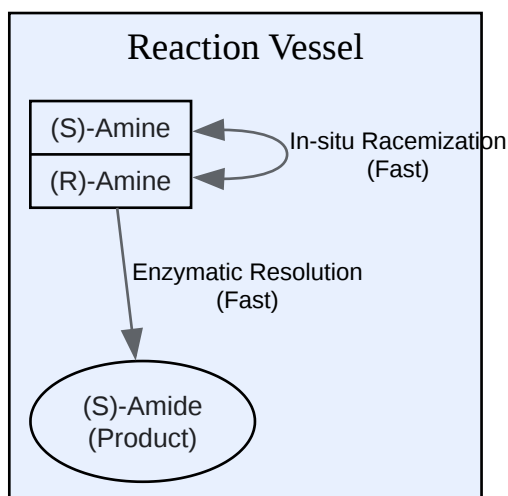 Reaction Vessel
(S)-Amine
(R)-Amine
In-situ Racemization
(Fast)
Enzymatic Resolution
(Fast)
(S)-Amide
(Product)